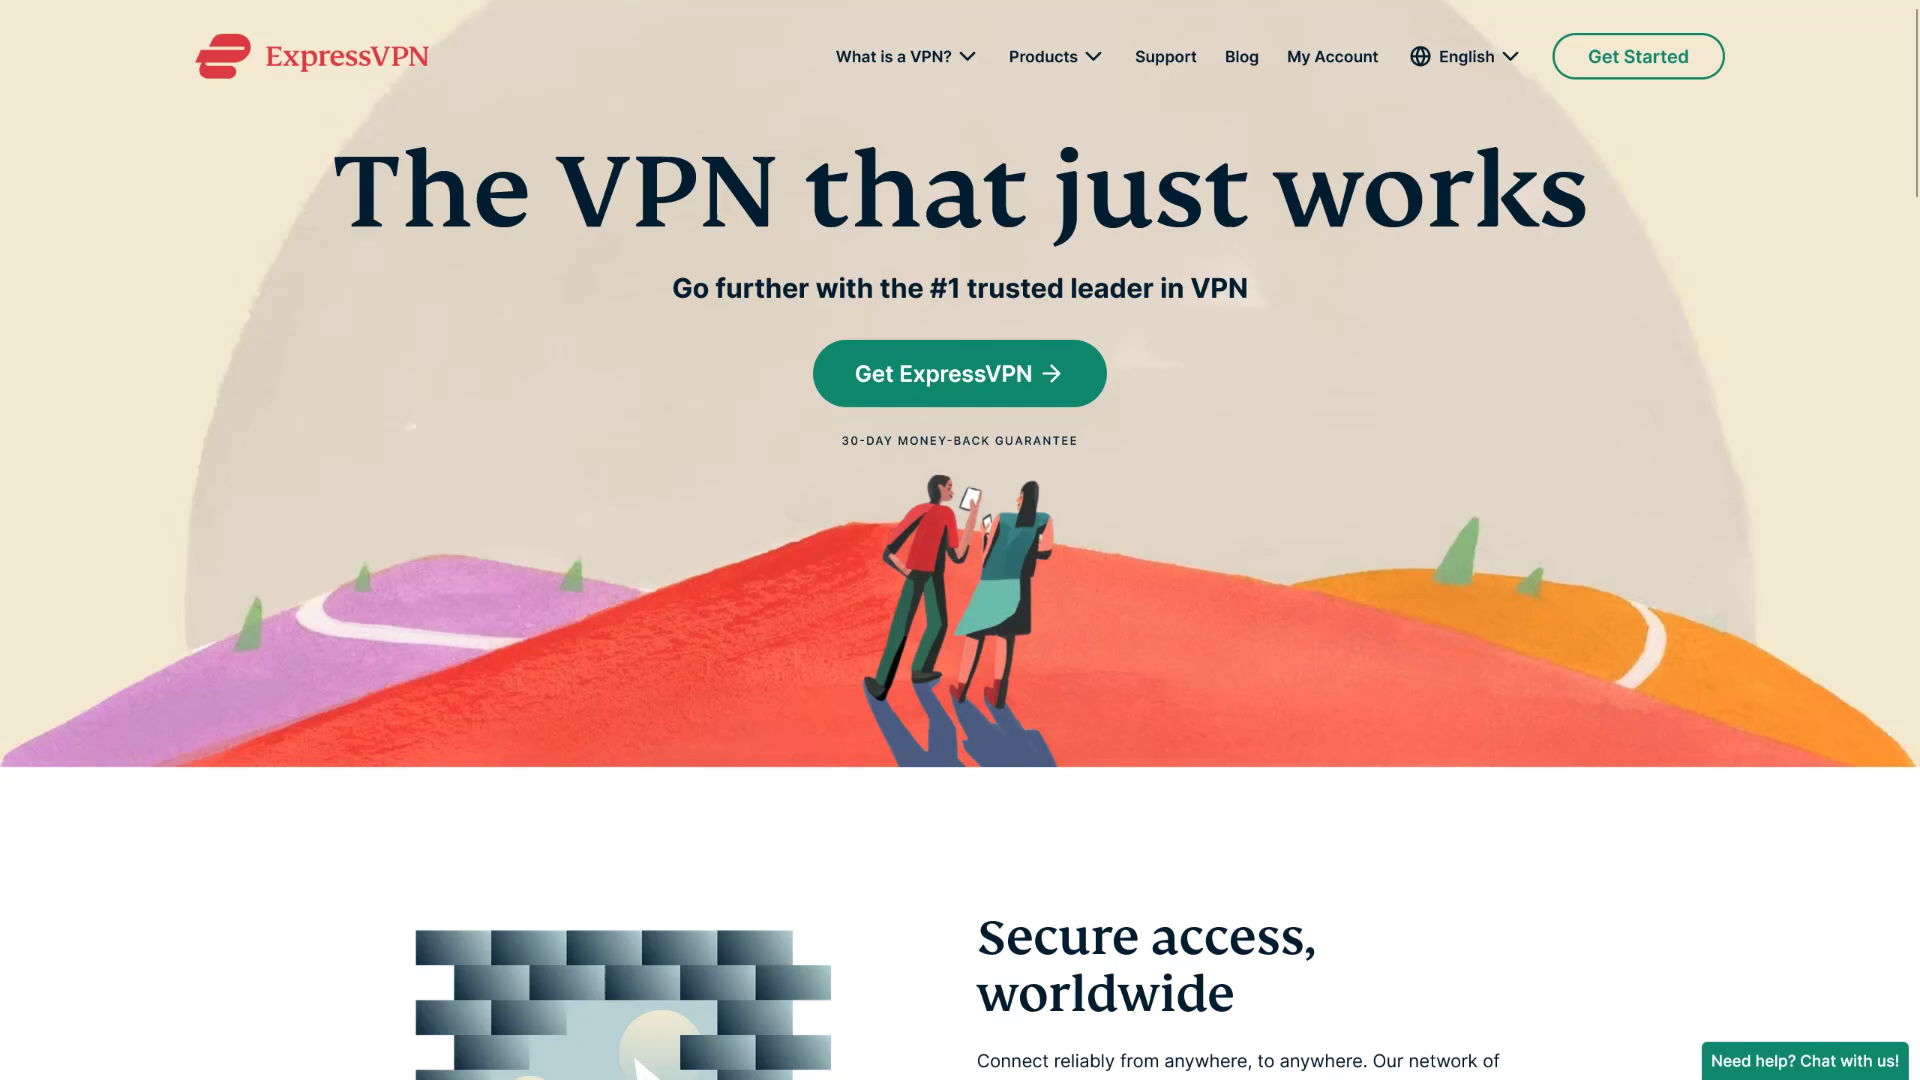 ExpressVPN
What is a VPN?
Products
Support
Blog
My Account
English
Get Started
The VPN that just works
Go further with the #1 trusted leader in VPN
Get ExpressVPN →
30-DAY MONEY-BACK GUARANTEE
Secure access,
worldwide
Connect reliably from anywhere, to anywhere. Our network of
Need help? Chat with us!